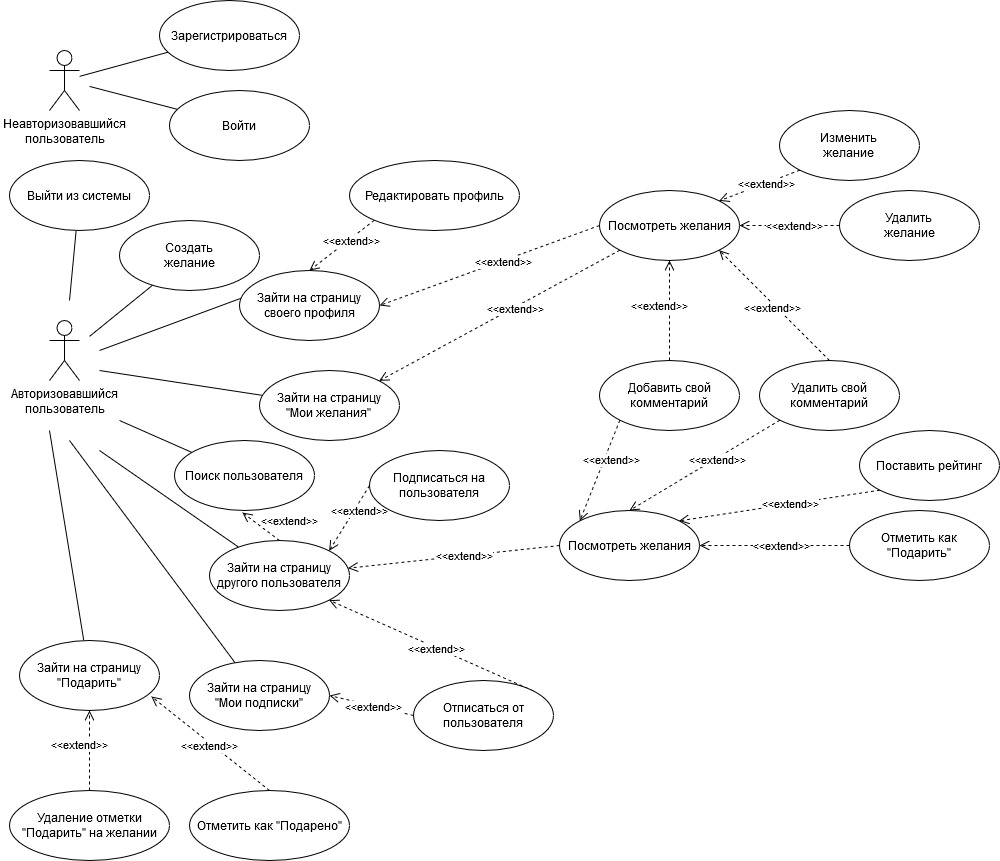 Зарегистрироваться
Неавторизовавшийся
пользователь
Войти
Изменить
желание
<<extend>>
Выйти из системы
Редактировать профиль
Посмотреть желания
<<extend>>
Удалить
желание
Создать
желание
<<extend>>
<<extend>>
Зайти на страницу
своего профиля
<<extend>>
<<extend>>
<<extend>>
Авторизовавшийся
пользователь
Зайти на страницу
"Мои желания"
Добавить свой
комментарий
Удалить свой
комментарий
Поиск пользователя
Подписаться на
пользователя
<<extend>>
<<extend>>
Поставить рейтинг
<<extend>>
<<extend>>
<<extend>>
Зайти на страницу
другого пользователя
<<extend>>
Посмотреть желания
<<extend>>
Отметить как
"Подарить"
<<extend>>
Зайти на страницу
"Подарить"
Зайти на страницу
"Мои подписки"
<<extend>>
Отписаться от
пользователя
<<extend>>
<<extend>>
Удаление отметки
"Подарить" на желании
Отметить как "Подарено"